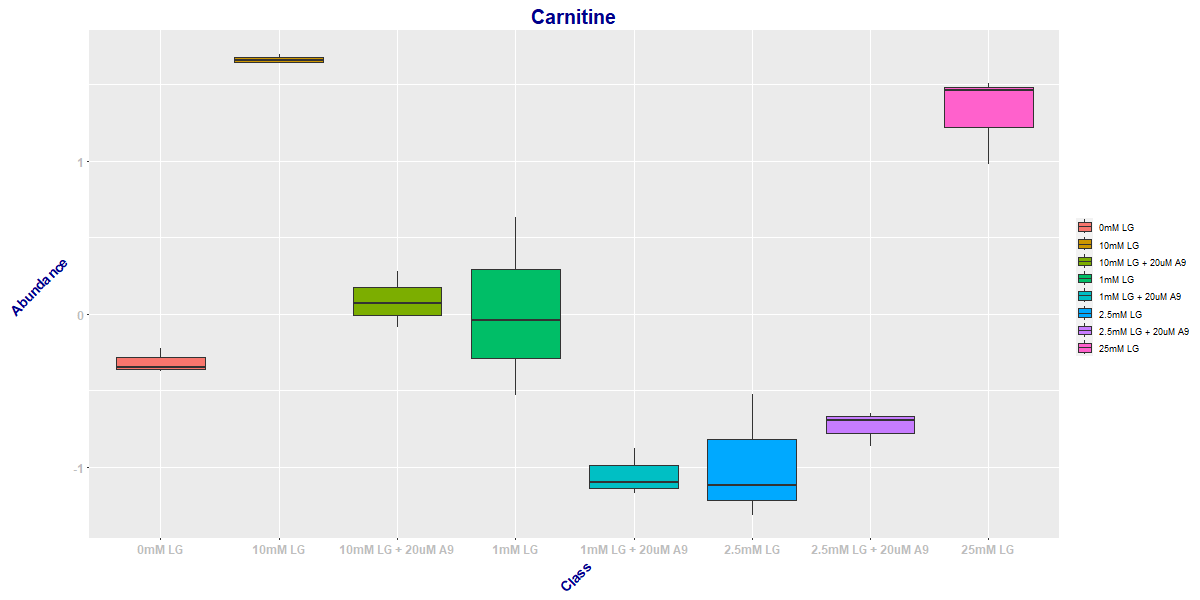 Carnitine
Abundance
1
0
-1
0mM LG
10mM LG
10mM LG + 20uM A9
1mM LG
1mM LG + 20uM A9
2.5mM LG
2.5mM LG + 20uM A9
25mM LG
Class
0mM LG
10mM LG
10mM LG + 20uM A9
1mM LG
1mM LG + 20uM A9
2.5mM LG
2.5mM LG + 20uM A9
25mM LG